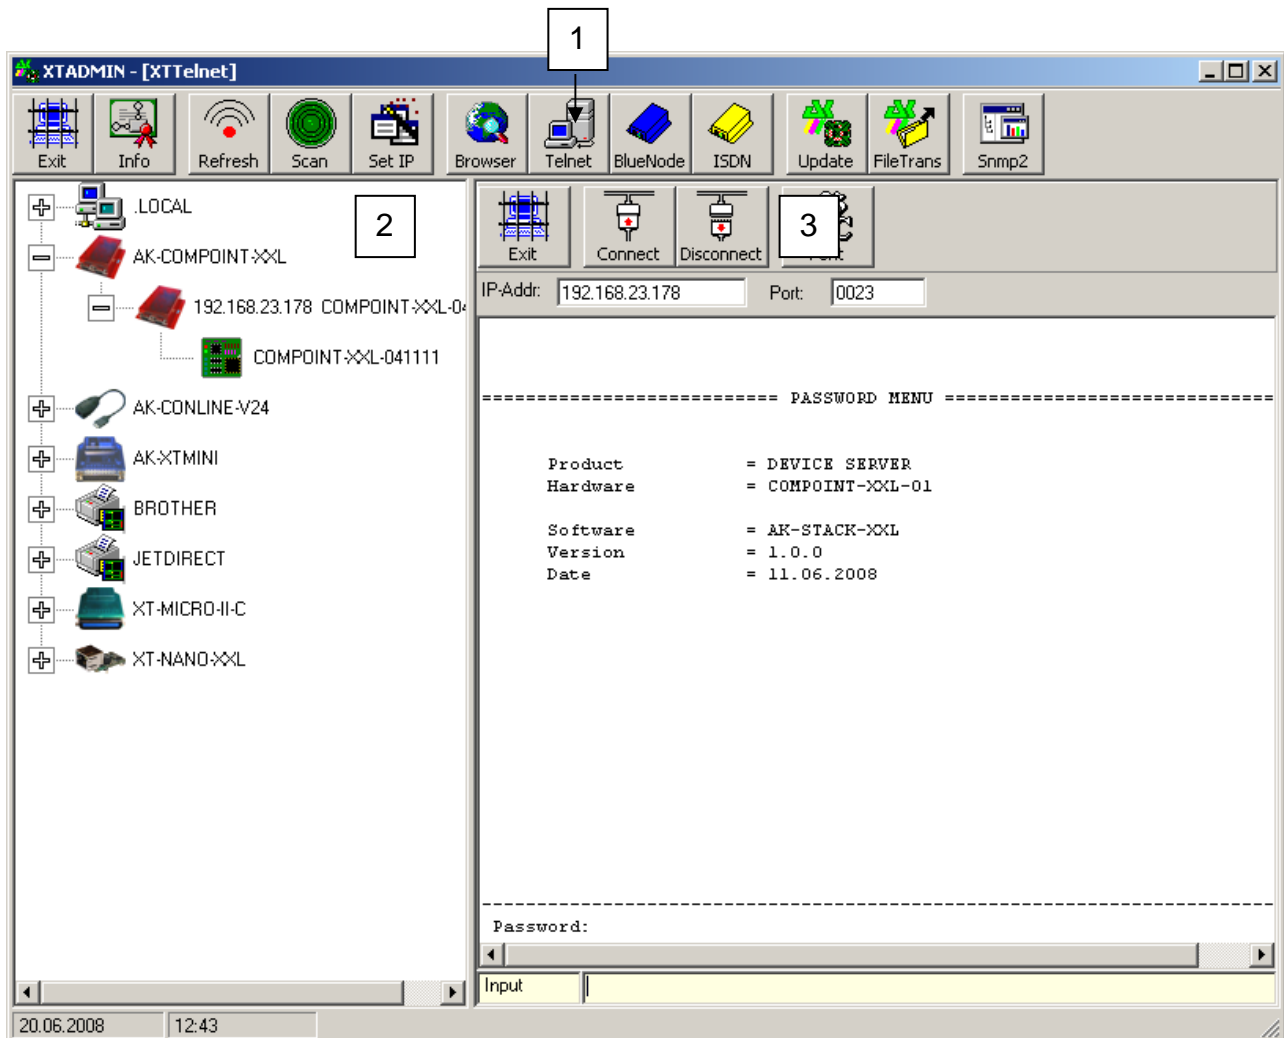 1
XTADMIN - [XTTelnet]
Exit Info Refresh Scan Set IP Browser Telnet BlueNode ISDN Update FileTrans Snmp2
.LOCAL
AK-COMPOINT-XXL
192.168.23.178 COMPOINT-XXL-04
COMPOINT-XXL-041111
AK-CONLINE-V24
AK-XTMINI
BROTHER
JETDIRECT
XT-MICRO-II-C
XT-NANO-XXL
2
Exit Connect Disconnect
3
IP-Addr: 192.168.23.178 Port: 0023
=========================== PASSWORD MENU ==============================
Product = DEVICE SERVER
Hardware = COMPOINT-XXL-01
Software = AK-STACK-XXL
Version = 1.0.0
Date = 11.06.2008
Password:
Input
20.06.2008 12:43